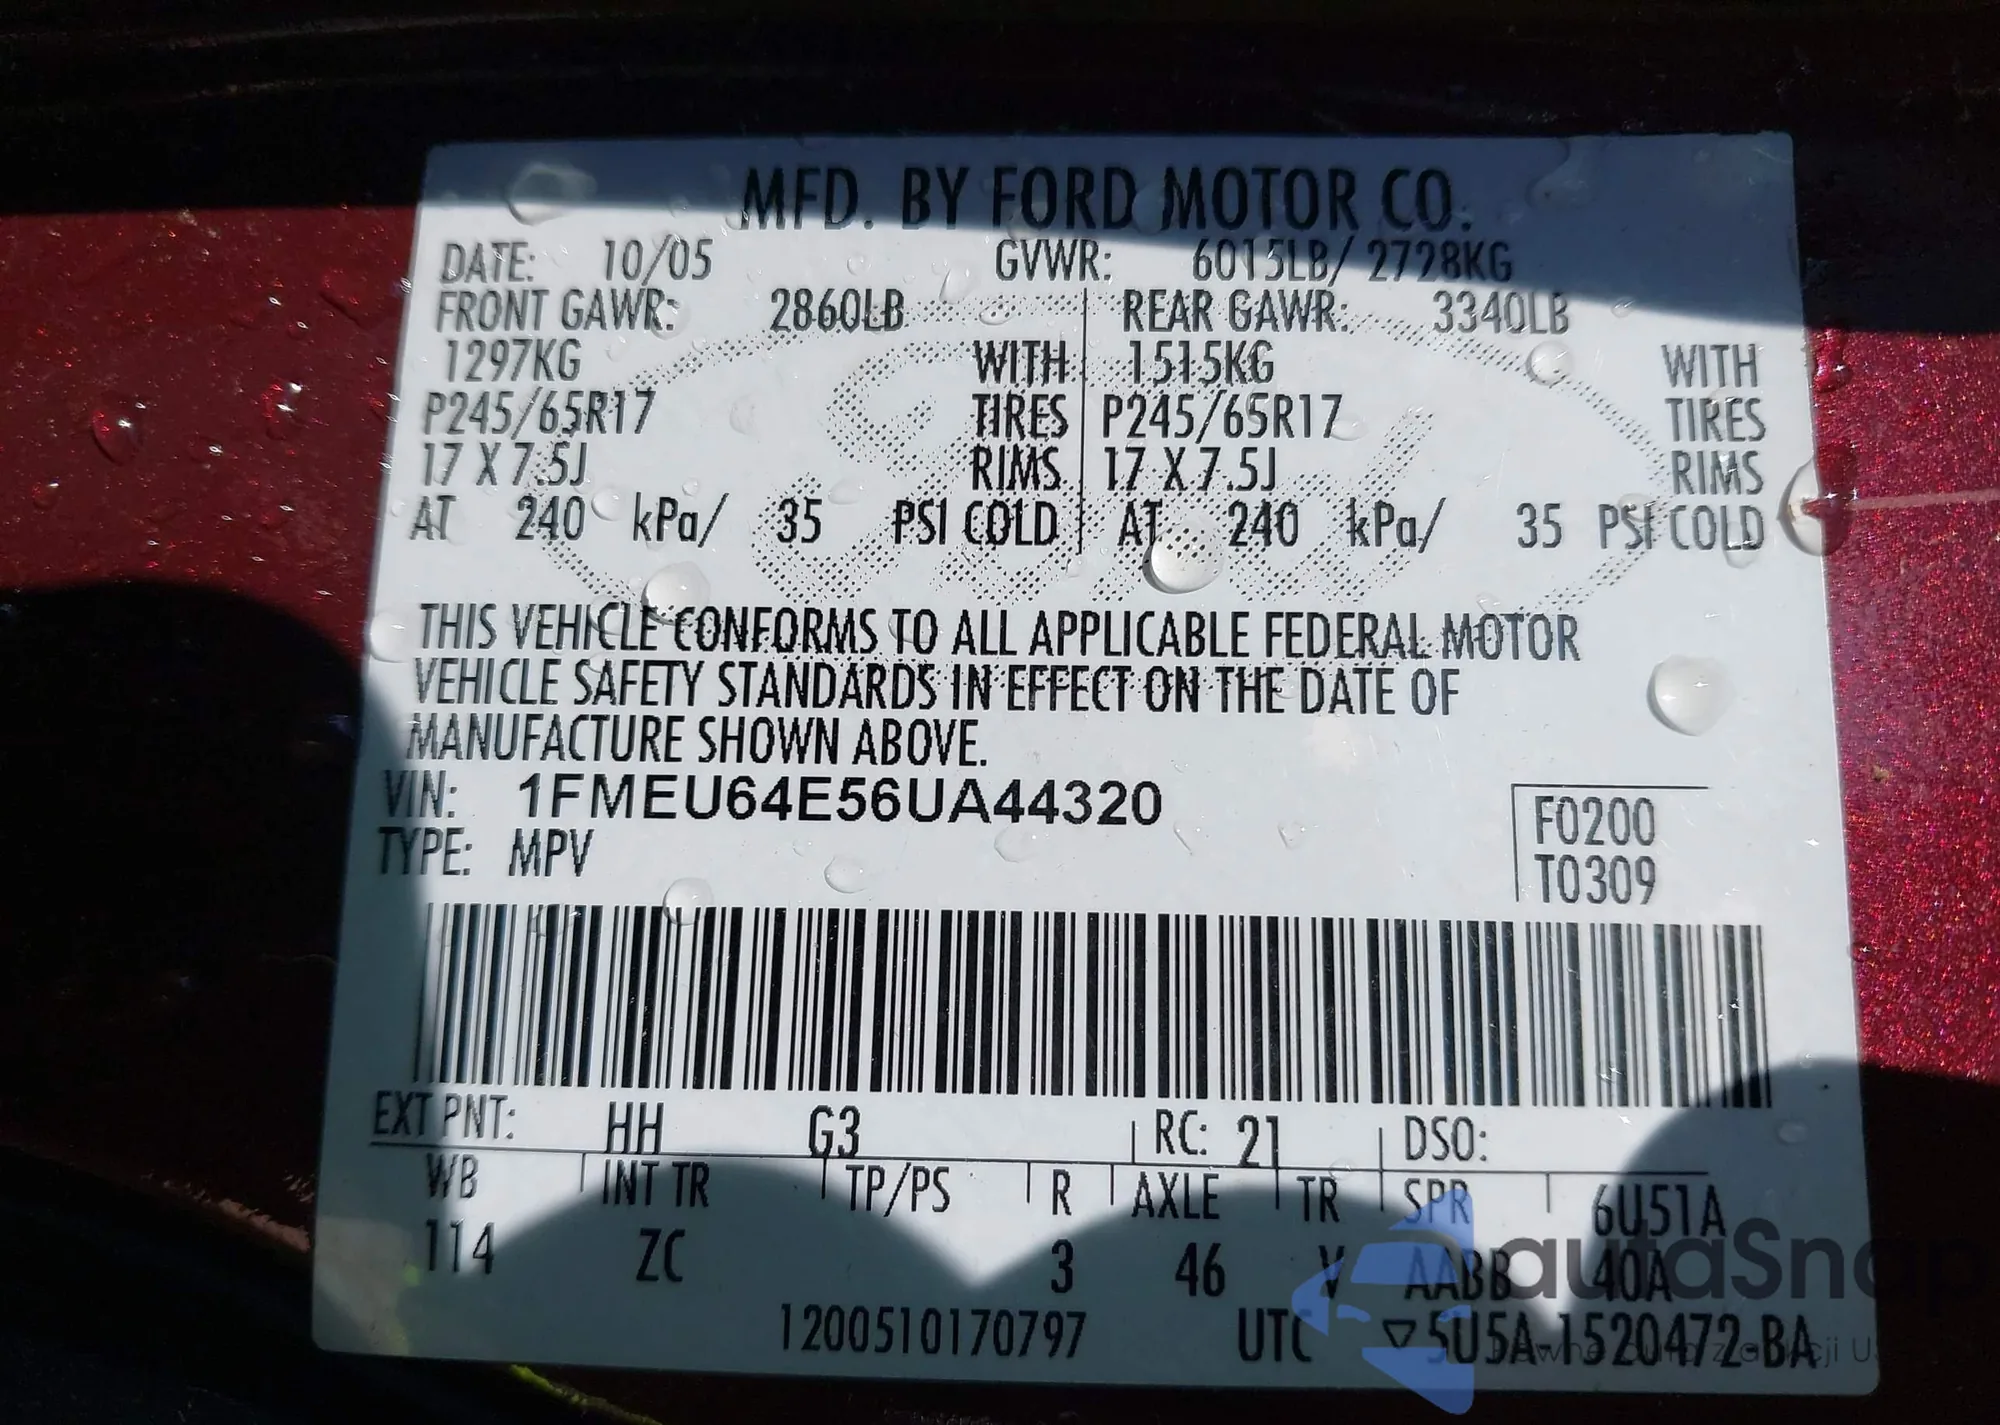 MFD. BY FORD MOTOR CO.
DATE: 10/05 GVWR: 6015LB/ 2728KG
FRONT GAWR: 2860LB REAR GAWR: 3340LB
1297KG WITH 1515KG WITH
P245/65R17 TIRES P245/65R17 TIRES
17 X 7.5J RIMS 17 X 7.5J RIMS
AT 240 kPa/ 35 PSI COLD AT 240 kPa/ 35 PSI COLD
THIS VEHICLE CONFORMS TO ALL APPLICABLE FEDERAL MOTOR
VEHICLE SAFETY STANDARDS IN EFFECT ON THE DATE OF
MANUFACTURE SHOWN ABOVE.
VIN: 1FMEU64E56UA44320
TYPE: MPV
F0200
T0309
EXT PNT: HH G3 RC: 21 DSO:
WB INT TR TP/PS R AXLE TR SPR 6U51A
114 ZC 3 46 V AABB 40A
1200510170797 UTC ▽ 5U5A-1520472-BA
autaSnap